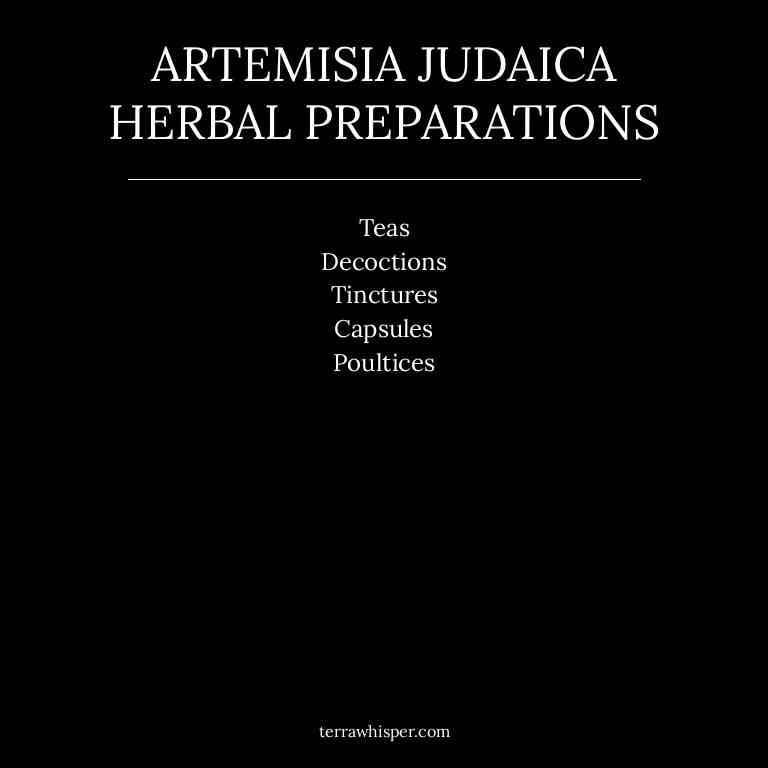 ARTEMISIA JUDAICA
HERBAL PREPARATIONS
Teas
Decoctions
Tinctures
Capsules
Poultices
terrawhisper.com